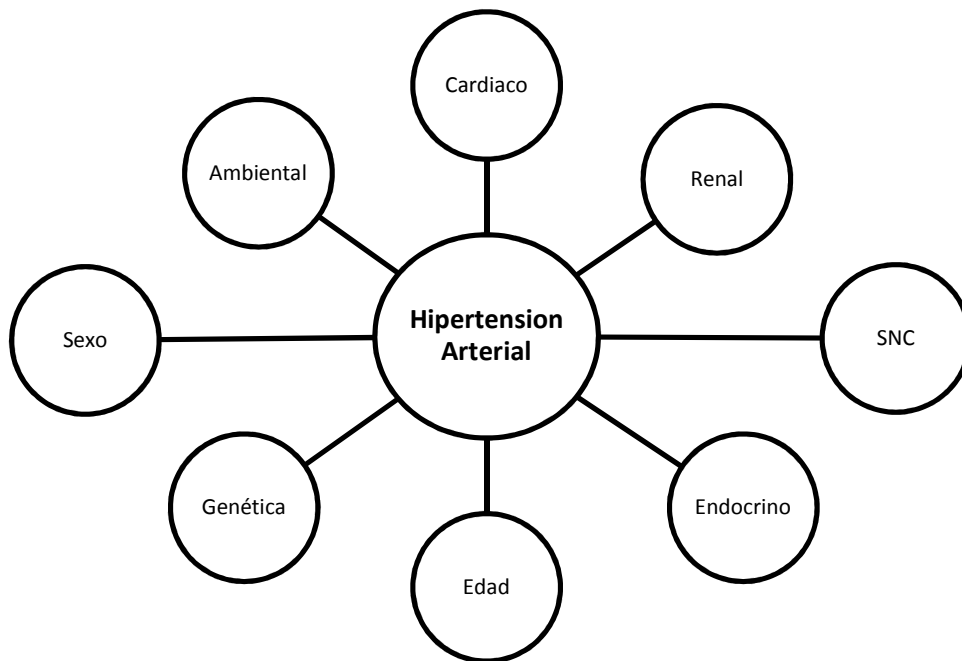 Cardiaco
Ambiental
Renal
Hipertension
Arterial
Sexo
SNC
Genética
Endocrino
Edad